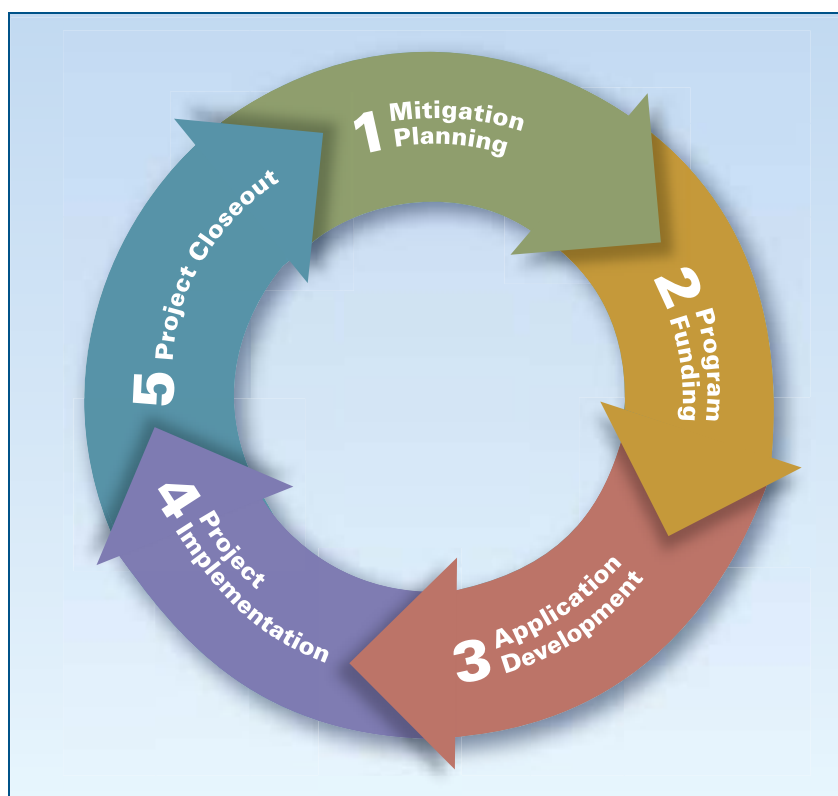 1 Mitigation
Planning
2 Program
Funding
3 Application
Development
4 Project
Implementation
5 Project Closeout